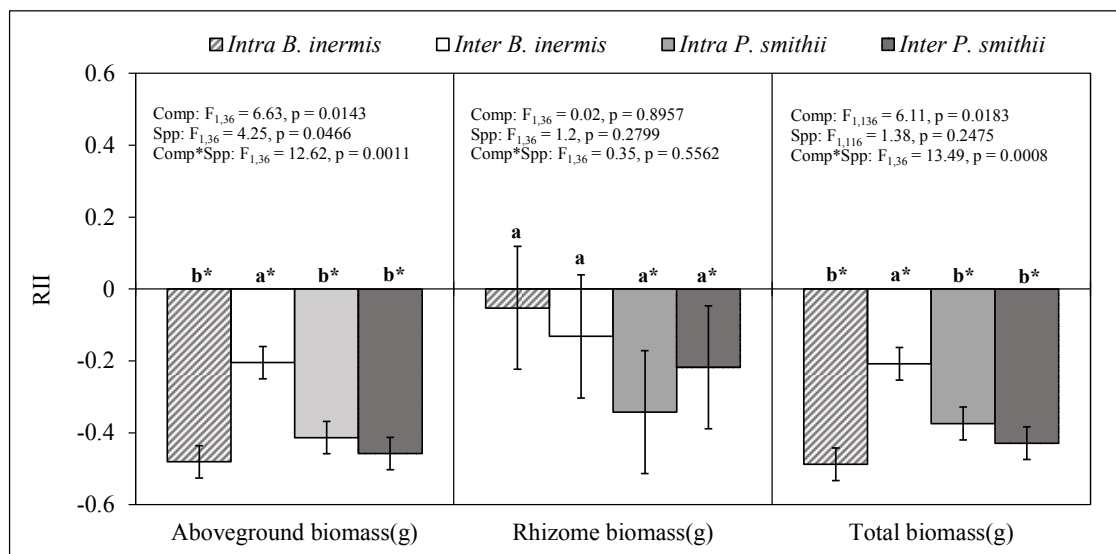 Intra B. inermis Inter B. inermis Intra P. smithii Inter P. smithii
0.6
0.4
0.2
0
-0.2
-0.4
-0.6
RII
Comp: F1,36 = 6.63, p = 0.0143
Spp: F1,36 = 4.25, p = 0.0466
Comp*Spp: F1,36 = 12.62, p = 0.0011
b* a* b* b*
Comp: F1,36 = 0.02, p = 0.8957
Spp: F1,36 = 1.2, p = 0.2799
Comp*Spp: F1,36 = 0.35, p = 0.5562
a a a* a*
Comp: F1,136 = 6.11, p = 0.0183
Spp: F1,116 = 1.38, p = 0.2475
Comp*Spp: F1,36 = 13.49, p = 0.0008
b* a* b* b*
Aboveground biomass(g) Rhizome biomass(g) Total biomass(g)